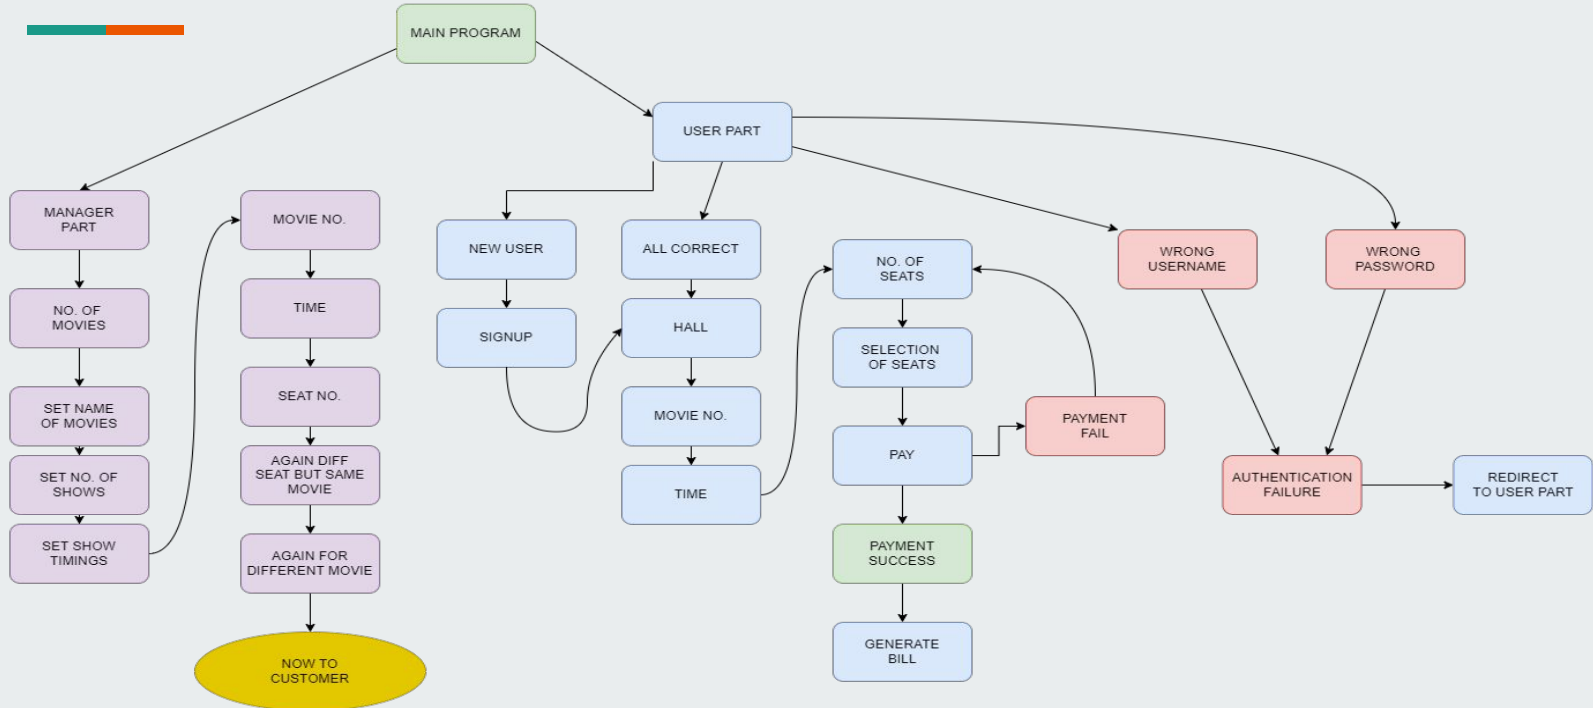 MAIN PROGRAM
USER PART
MANAGER
PART
NO. OF
MOVIES
SET NAME
OF MOVIES
SET NO. OF
SHOWS
SET SHOW
TIMINGS
MOVIE NO.
TIME
SEAT NO.
AGAIN DIFF
SEAT BUT SAME
MOVIE
AGAIN FOR
DIFFERENT MOVIE
NOW TO
CUSTOMER
NEW USER
SIGNUP
ALL CORRECT
HALL
MOVIE NO.
TIME
NO. OF
SEATS
SELECTION
OF SEATS
PAY
PAYMENT
FAIL
PAYMENT
SUCCESS
GENERATE
BILL
WRONG
USERNAME
WRONG
PASSWORD
AUTHENTICATION
FAILURE
REDIRECT
TO USER PART